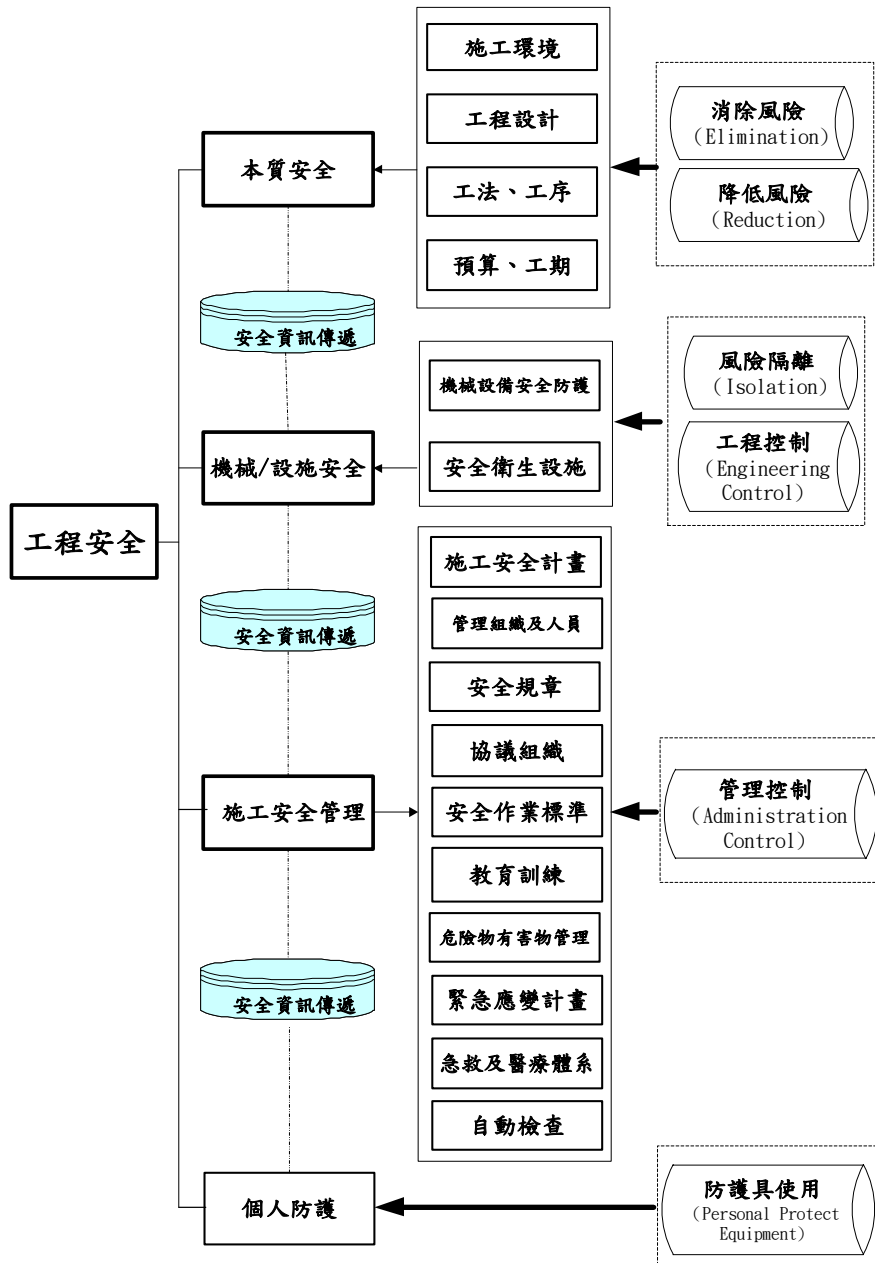 施工環境
工程設計
工法、工序
預算、工期
消除風險
（Elimination）
降低風險
（Reduction）
本質安全
安全資訊傳遞
機械設備安全防護
安全衛生設施
風險隔離
（Isolation）
工程控制
(Engineering
Control)
機械/設施安全
工程安全
安全資訊傳遞
施工安全計畫
管理組織及人員
安全規章
協議組織
安全作業標準
教育訓練
危險物有害物管理
緊急應變計畫
急救及醫療體系
自動檢查
管理控制
（Administration
Control）
施工安全管理
安全資訊傳遞
個人防護
防護具使用
（Personal Protect
Equipment）